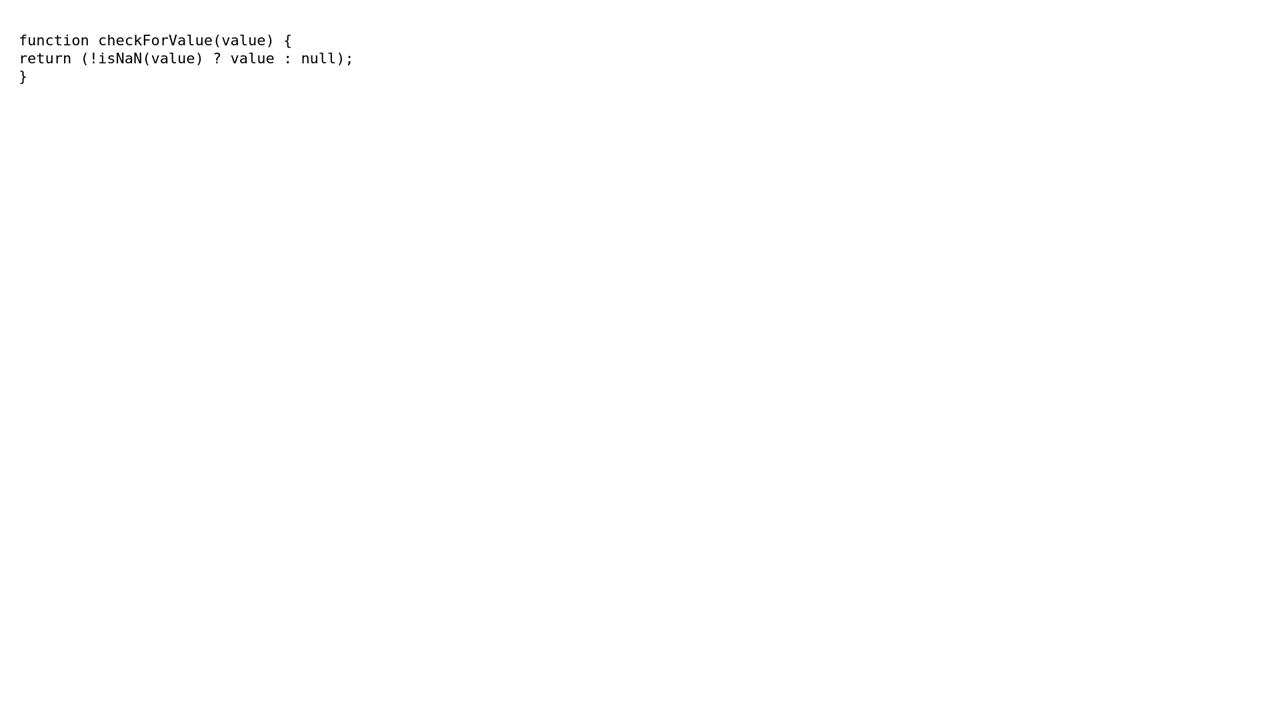 function checkForValue(value) {
return (!isNaN(value) ? value : null);
}